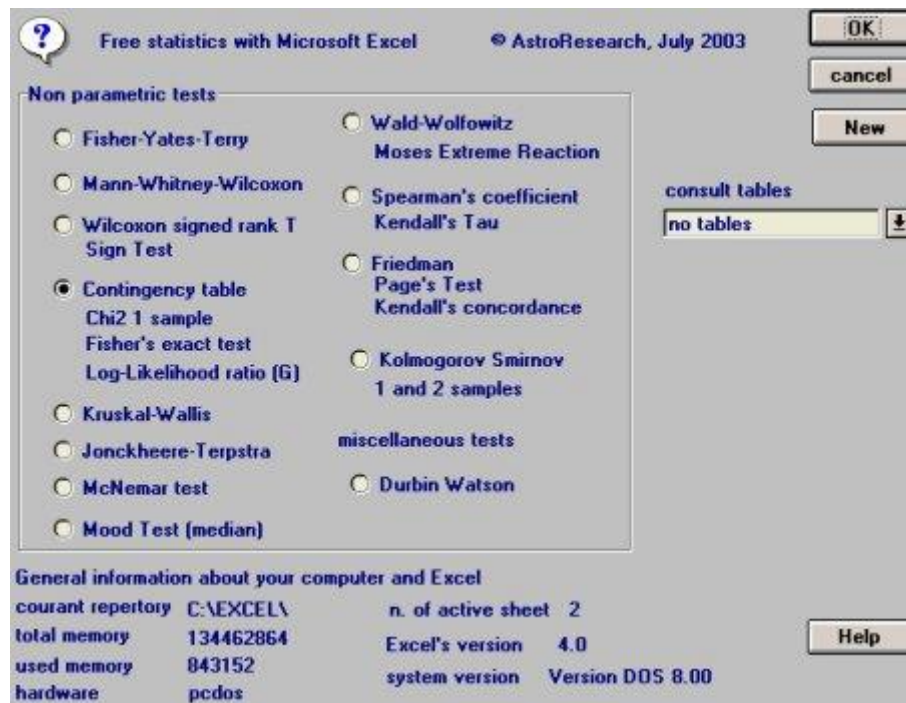 ?
Free statistics with Microsoft Excel © AstroResearch, July 2003
OK
cancel
New
Non parametric tests
Fisher-Yates-Terry
Mann-Whitney-Wilcoxon
Wilcoxon signed rank T
Sign Test
Contingency table
Chi2 1 sample
Fisher's exact test
Log-Likelihood ratio (G)
Kruskal-Wallis
Jonckheere-Terpstra
McNemar test
Mood Test (median)
Wald-Wolfowitz
Moses Extreme Reaction
Spearman's coefficient
Kendall's Tau
Friedman
Page's Test
Kendall's concordance
Kolmogorov Smirnov
1 and 2 samples
miscellaneous tests
Durbin Watson
consult tables
no tables
General information about your computer and Excel
courant repertory C:\EXCEL\
total memory 134462864
used memory 843152
hardware pcdos
n. of active sheet 2
Excel's version 4.0
system version Version DOS 8.00
Help